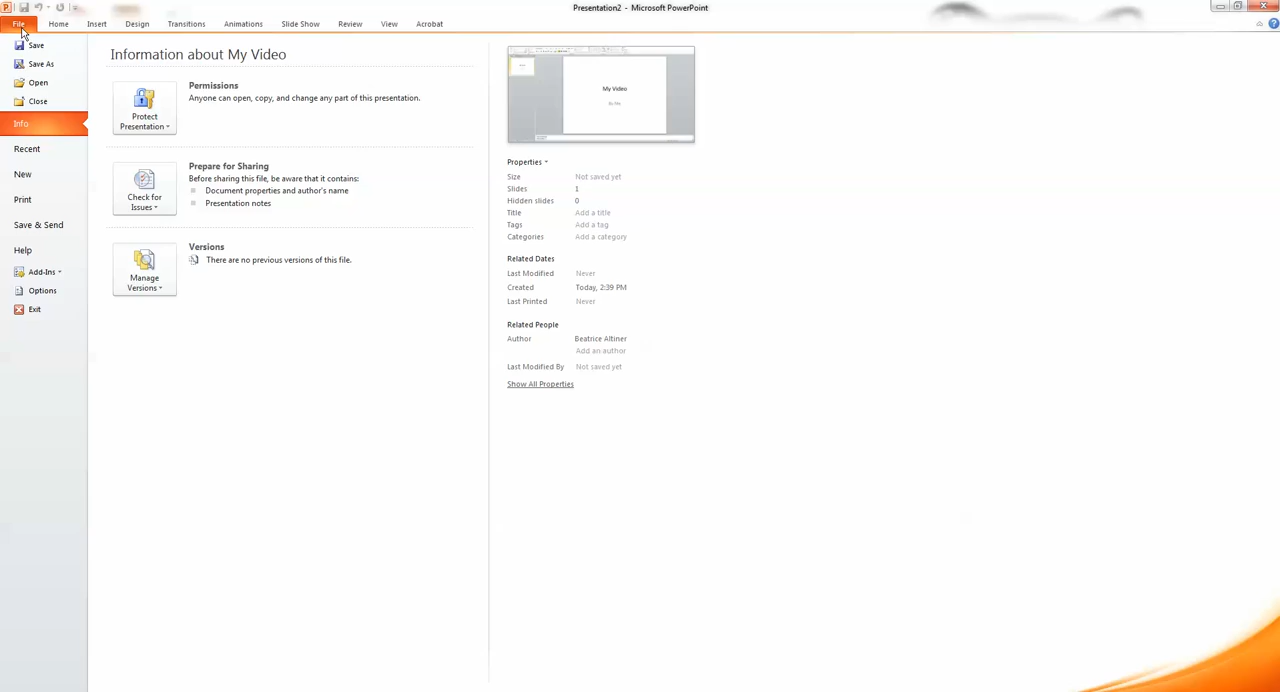 Presentation2 - Microsoft PowerPoint
File Home Insert Design Transitions Animations Slide Show Review View Acrobat
Save
Save As
Open
Close
Info
Recent
New
Print
Save & Send
Help
Add-Ins
Options
Exit
Information about My Video
Protect Presentation
Permissions
Anyone can open, copy, and change any part of this presentation.
Check for Issues
Prepare for Sharing
Before sharing this file, be aware that it contains:
Document properties and author's name
Presentation notes
Manage Versions
Versions
There are no previous versions of this file.
My Video
By Me
Properties
Size Not saved yet
Slides 1
Hidden slides 0
Title Add a title
Tags Add a tag
Categories Add a category
Related Dates
Last Modified Never
Created Today, 2:39 PM
Last Printed Never
Related People
Author Beatrice Altiner
Add an author
Last Modified By Not saved yet
Show All Properties